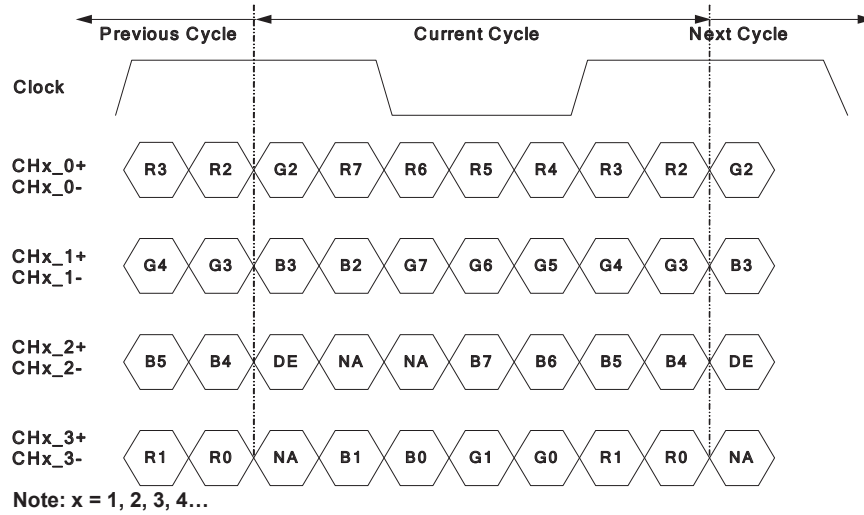 Previous Cycle Current Cycle Next Cycle
Clock
CHx_0+
CHx_0-
R3 R2 G2 R7 R6 R5 R4 R3 R2 G2
CHx_1+
CHx_1-
G4 G3 B3 B2 G7 G6 G5 G4 G3 B3
CHx_2+
CHx_2-
B5 B4 DE NA NA B7 B6 B5 B4 DE
CHx_3+
CHx_3-
R1 R0 NA B1 B0 G1 G0 R1 R0 NA
Note: x = 1, 2, 3, 4...